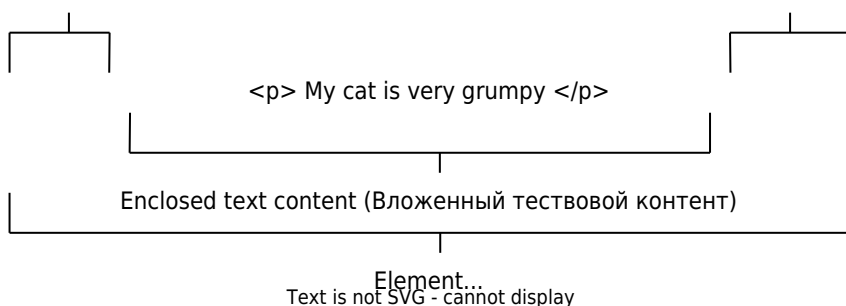 <p> My cat is very grumpy </p>
Enclosed text content (Вложенный тествовой контент)
Element...
Text is not SVG - cannot display